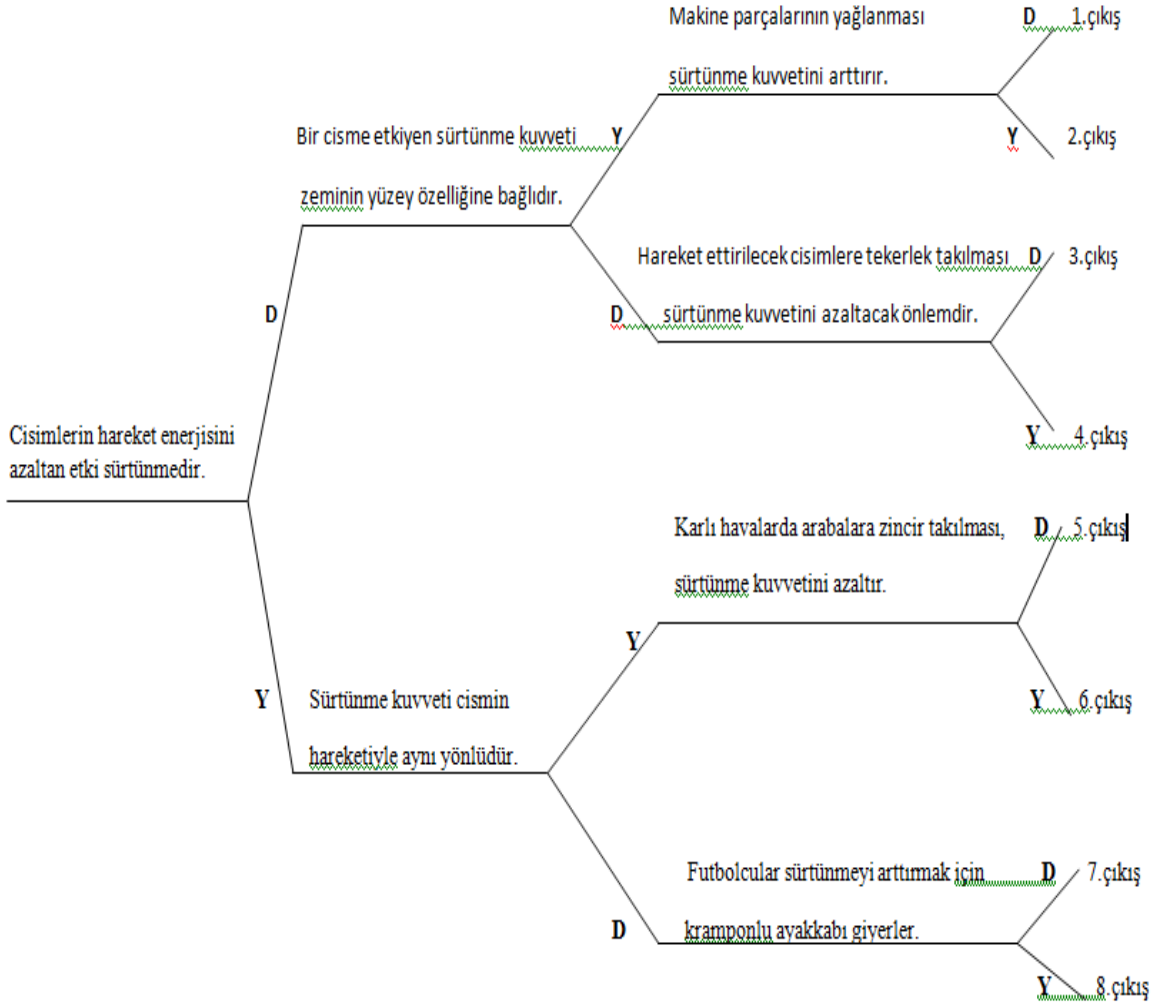 Makine parçalarının yağlanması D 1.çıkış
sürtünme kuvvetini arttırır.
Bir cisme etkiyen sürtünme kuvveti Y
Y 2.çıkış
zeminin yüzey özelliğine bağlıdır.
Hareket ettirilecek cisimlere tekerlek takılması D 3.çıkış
D
D sürtünme kuvvetini azaltacak önlemdir.
Cisimlerin hareket enerjisini
azaltan etki sürtünmedir.
Y 4.çıkış
Karlı havalarda arabalara zincir takılması, D 5.çıkış
sürtünme kuvvetini azaltır.
Y
Y Sürtünme kuvveti cismin
Y 6.çıkış
hareketiyle aynı yönlüdür.
Futbolcular sürtünmeyi arttırmak için D 7.çıkış
D kramponlu ayakkabı giyerler.
Y 8.çıkış